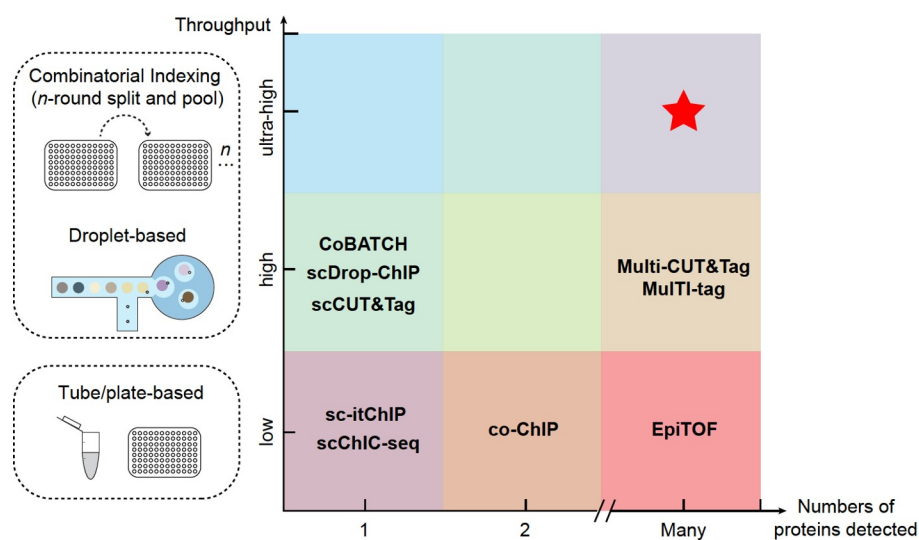 Throughput
Combinatorial Indexing
(n-round split and pool)
n
...
Droplet-based
Tube/plate-based
ultra-high
high
low
CoBATCH
scDrop-ChIP
scCUT&Tag
Multi-CUT&Tag
MulTI-tag
sc-itChIP
scChIC-seq
co-ChIP
EpiTOF
1
2
Many
Numbers of
proteins detected